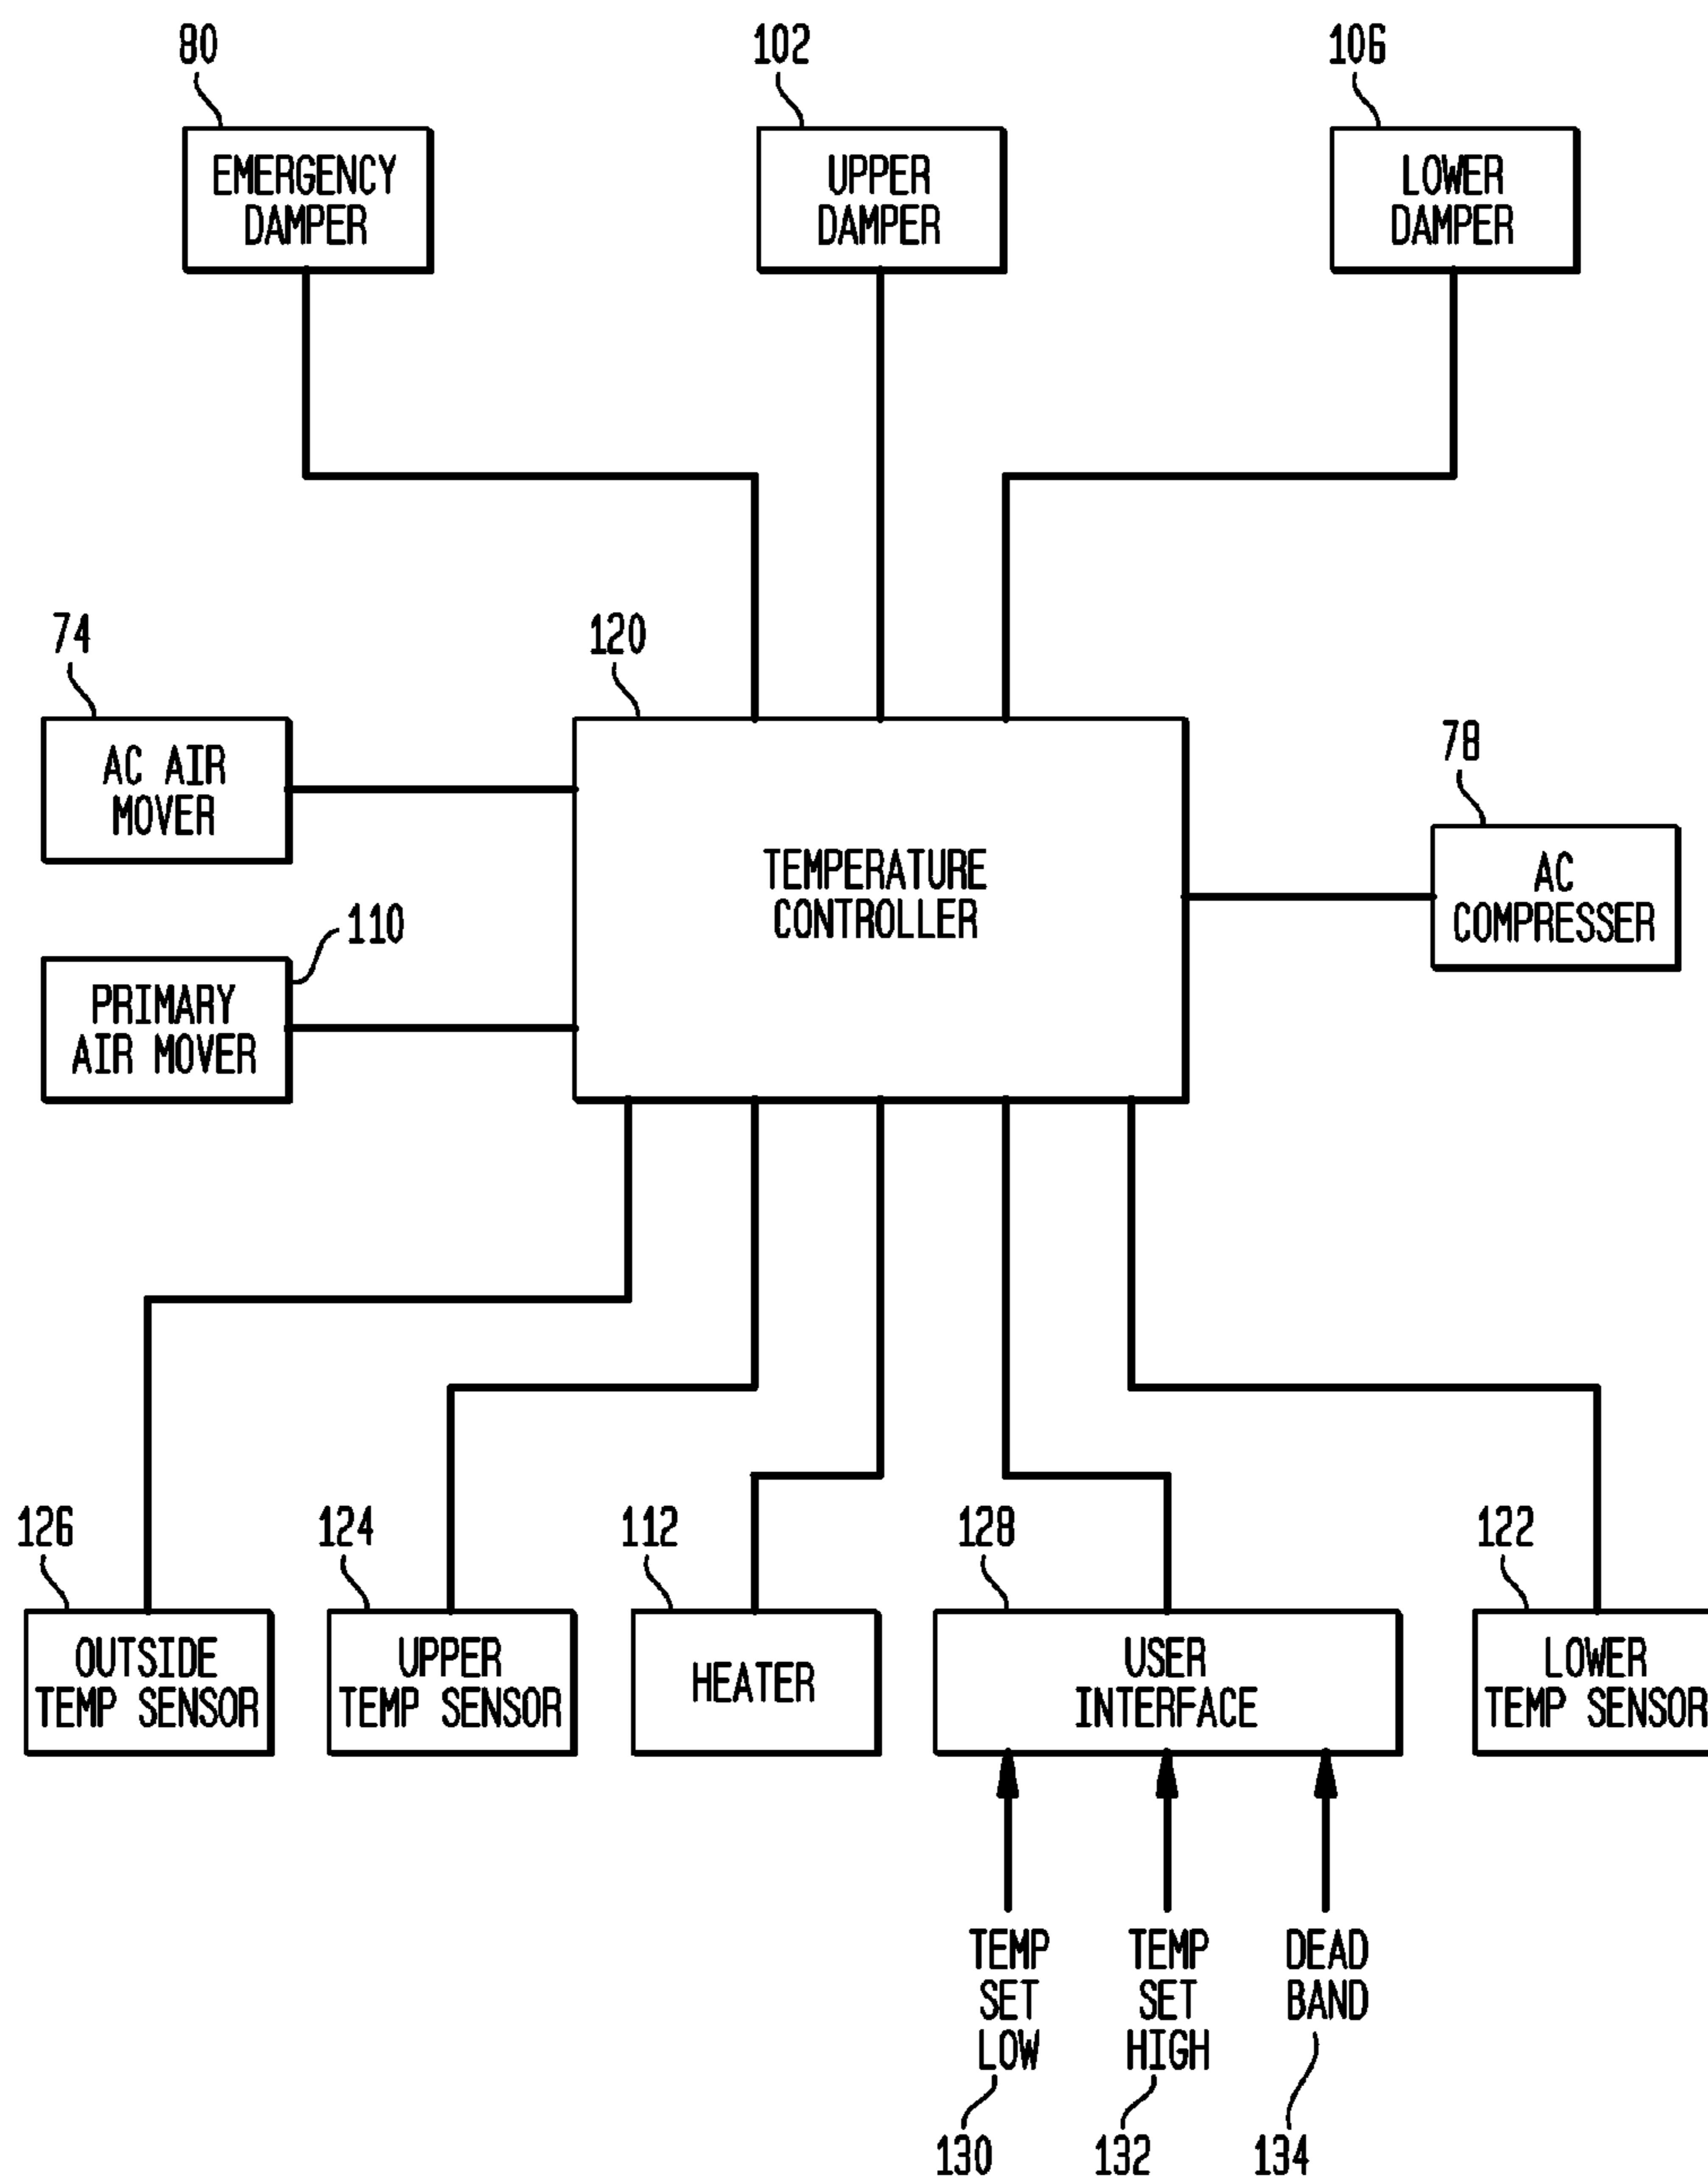 80
102
106
EMERGENCY
DAMPER
UPPER
DAMPER
LOWER
DAMPER
74
120
78
AC AIR
MOVER
TEMPERATURE
CONTROLLER
AC
COMPRESSER
110
PRIMARY
AIR MOVER
126
124
112
128
122
OUTSIDE
TEMP SENSOR
UPPER
TEMP SENSOR
HEATER
USER
INTERFACE
LOWER
TEMP SENSOR
TEMP
SET
LOW
TEMP
SET
HIGH
DEAD
BAND
130
132
134